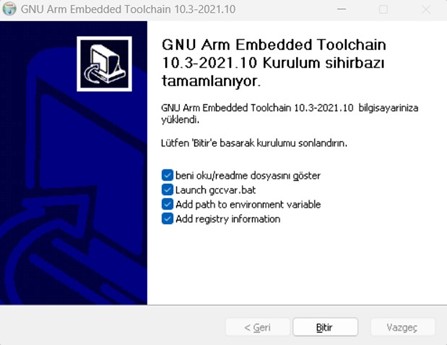 GNU Arm Embedded Toolchain 10.3-2021.10
GNU Arm Embedded Toolchain
10.3-2021.10 Kurulum sihirbazı
tamamlanıyor.
GNU Arm Embedded Toolchain 10.3-2021.10 bilgisayariniza
yüklendi.
Lütfen 'Bitir'e basarak kurulumu sonlandırın.
beni oku/readme dosyasını göster
Launch gccvar.bat
Add path to environment variable
Add registry information
< Geri
Bitir
Vazgeç